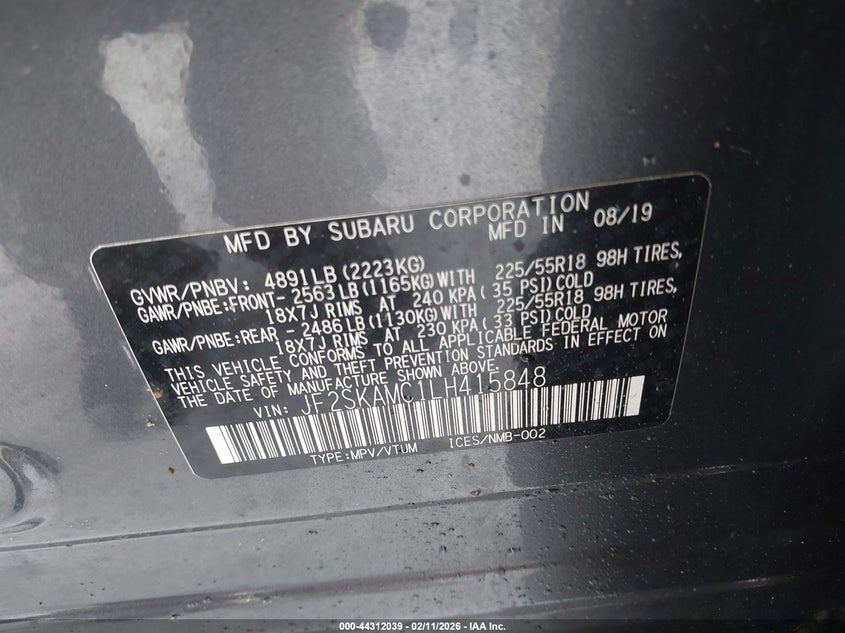 MFD BY SUBARU CORPORATION
MFD IN 08/19
GVWR/PNBV: 4891LB (2223KG)
GAWR/PNBE:FRONT- 2563LB(1165KG)WITH 225/55R18 98H TIRES,
18X7J RIMS AT 240 KPA( 35 PSI)COLD
GAWR/PNBE:REAR - 2486LB(1130KG)WITH 225/55R18 98H TIRES,
18X7J RIMS AT 230 KPA( 33 PSI)COLD
THIS VEHICLE CONFORMS TO ALL APPLICABLE FEDERAL MOTOR
VEHICLE SAFETY AND THEFT PREVENTION STANDARDS IN EFFECT ON
THE DATE OF MANUFACTURE SHOWN ABOVE.
VIN: JF2SKAMC1LH415848
TYPE:MPV/VTUM ICES/NMB-002
000-44312039 - 02/11/2026 - IAA Inc.